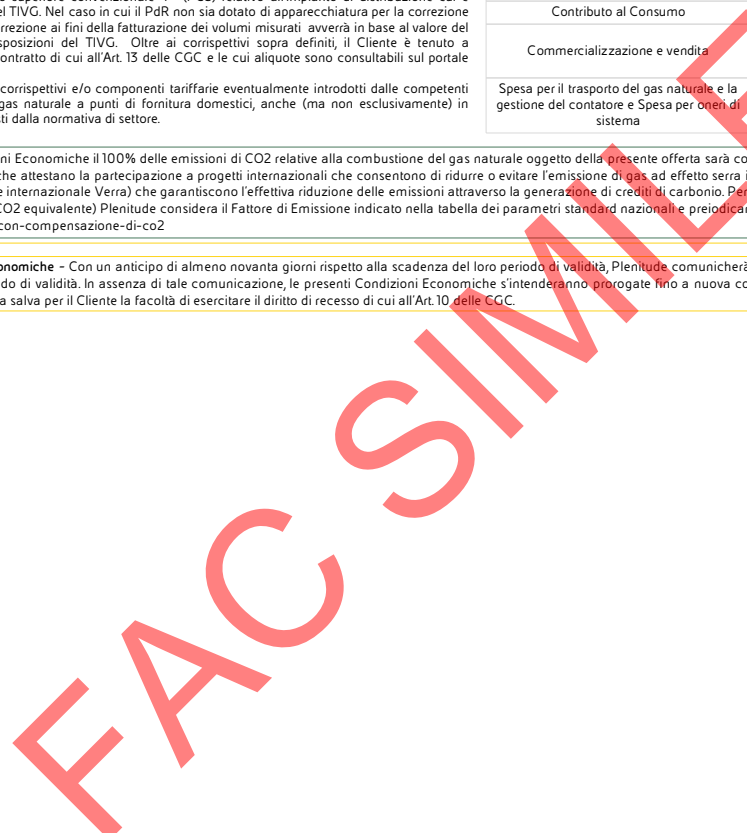 el TIVG. Nel caso in cui il PdR non sia dotato di apparecchiatura per la correzione
rrezione ai fini della fatturazione dei volumi misurati avverrà in base al valore del
sposizioni del TIVG. Oltre ai corrispettivi sopra definiti, il Cliente è tenuto a
ontratto di cui all'Art. 13 delle CGC e le cui aliquote sono consultabili sul portale
corrispettivi e/o componenti tariffarie eventualmente introdotti dalle competenti
gas naturale a punti di fornitura domestici, anche (ma non esclusivamente) in
sti dalla normativa di settore.
Contributo al Consumo
Commercializzazione e vendita
Spesa per il trasporto del gas naturale e la
gestione del contatore e Spesa per oneri di
sistema
ni Economiche il 100% delle emissioni di CO2 relative alla combustione del gas naturale oggetto della presente offerta sarà co
che attestano la partecipazione a progetti internazionali che consentono di ridurre o evitare l'emissione di gas ad effetto serra i
e internazionale Verra) che garantiscono l'effettiva riduzione delle emissioni attraverso la generazione di crediti di carbonio. Per
CO2 equivalente) Plenitude considera il Fattore di Emissione indicato nella tabella dei parametri standard nazionali e preiodicar
con-compensazione-di-co2
onomiche - Con un anticipo di almeno novanta giorni rispetto alla scadenza del loro periodo di validità, Plenitude comunicherà
do di validità. In assenza di tale comunicazione, le presenti Condizioni Economiche s'intenderanno prorogate fino a nuova co
a salva per il Cliente la facoltà di esercitare il diritto di recesso di cui all'Art. 10 delle CGC.
FAC SIMILE